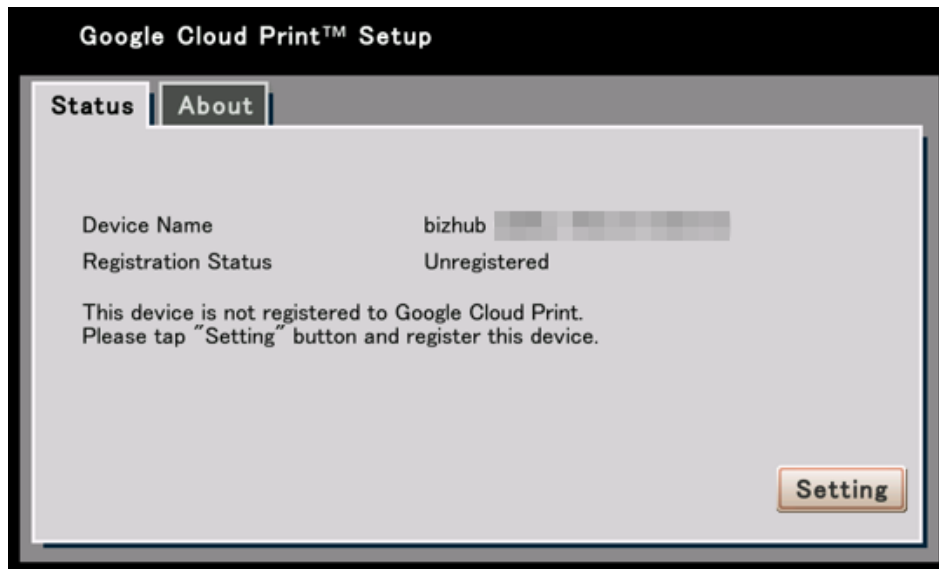 Google Cloud Print™ Setup
Status
About
Device Name
bizhub
Registration Status
Unregistered
This device is not registered to Google Cloud Print.
Please tap "Setting" button and register this device.
Setting